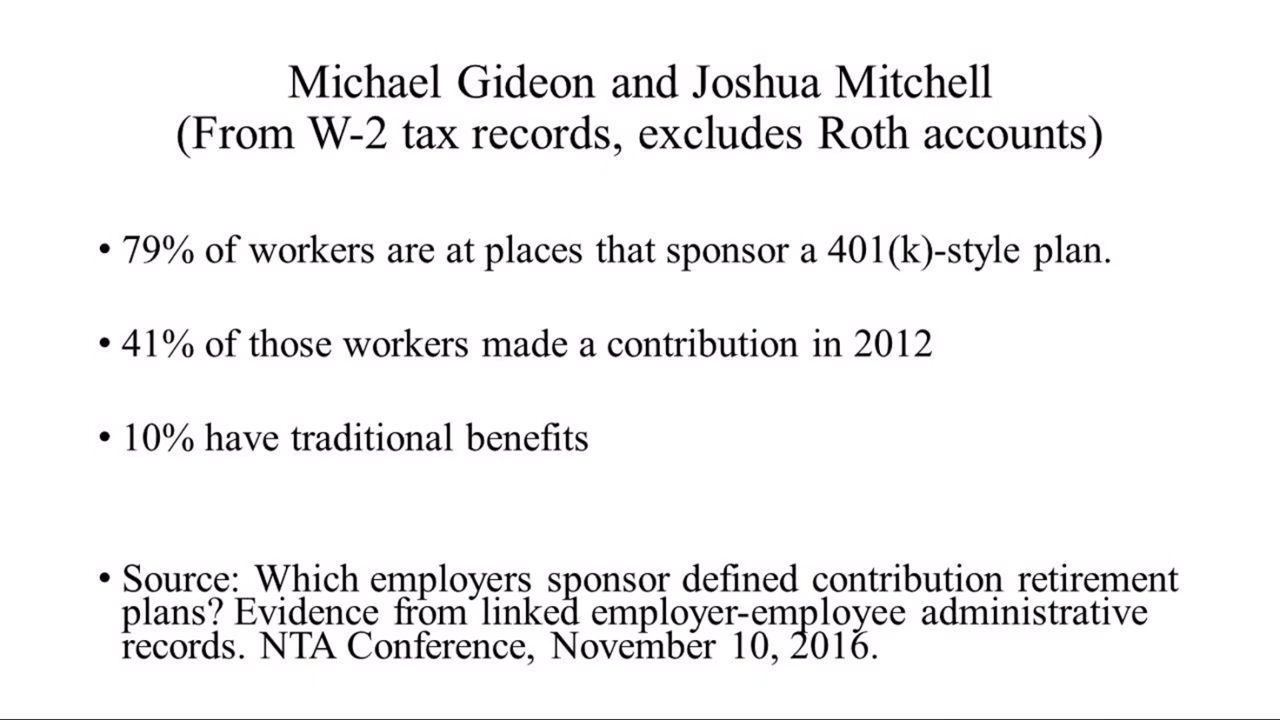 Michael Gideon and Joshua Mitchell
(From W-2 tax records, excludes Roth accounts)
• 79% of workers are at places that sponsor a 401(k)-style plan.
• 41% of those workers made a contribution in 2012
• 10% have traditional benefits
• Source: Which employers sponsor defined contribution retirement
plans? Evidence from linked employer-employee administrative
records. NTA Conference, November 10, 2016.